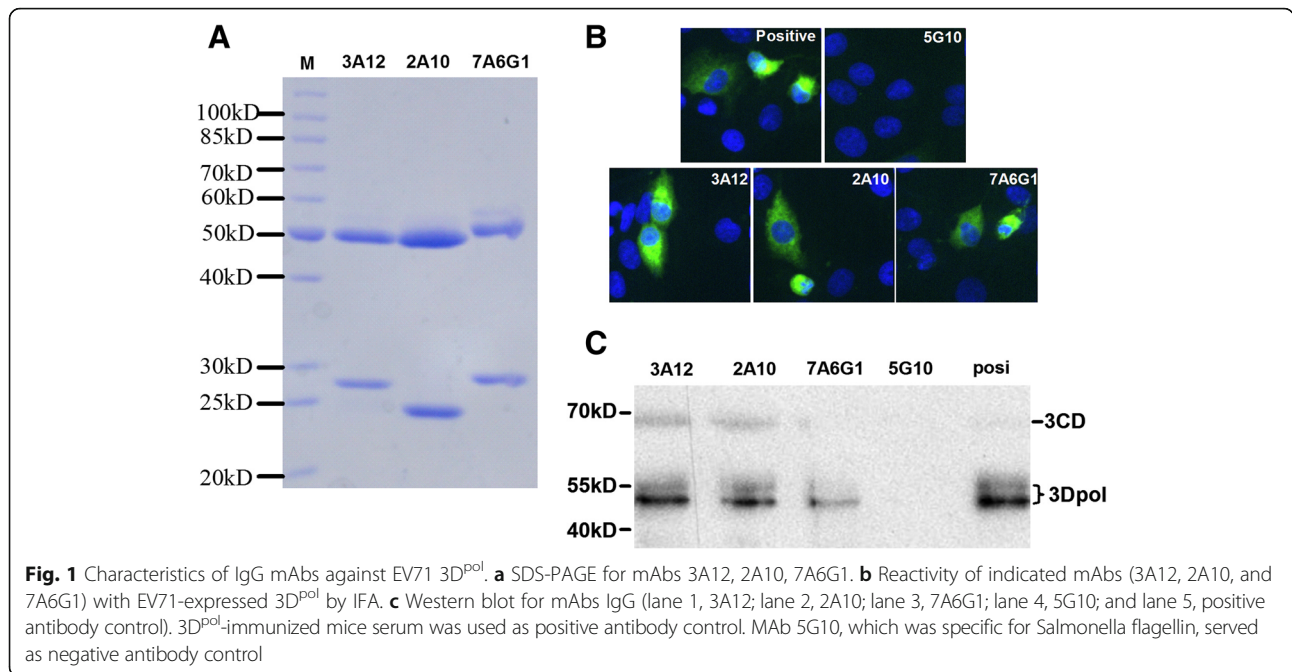 A
M 3A12 2A10 7A6G1
100kD
85kD
70kD
60kD
50kD
40kD
30kD
25kD
20kD
B
Positive
5G10
3A12
2A10
7A6G1
C
3A12 2A10 7A6G1 5G10 posi
70kD
55kD
40kD
3CD
3Dpol
Fig. 1 Characteristics of IgG mAbs against EV71 3Dpol. a SDS-PAGE for mAbs 3A12, 2A10, 7A6G1. b Reactivity of indicated mAbs (3A12, 2A10, and
7A6G1) with EV71-expressed 3Dpol by IFA. c Western blot for mAbs IgG (lane 1, 3A12; lane 2, 2A10; lane 3, 7A6G1; lane 4, 5G10; and lane 5, positive
antibody control). 3Dpol-immunized mice serum was used as positive antibody control. MAb 5G10, which was specific for Salmonella flagellin, served
as negative antibody control